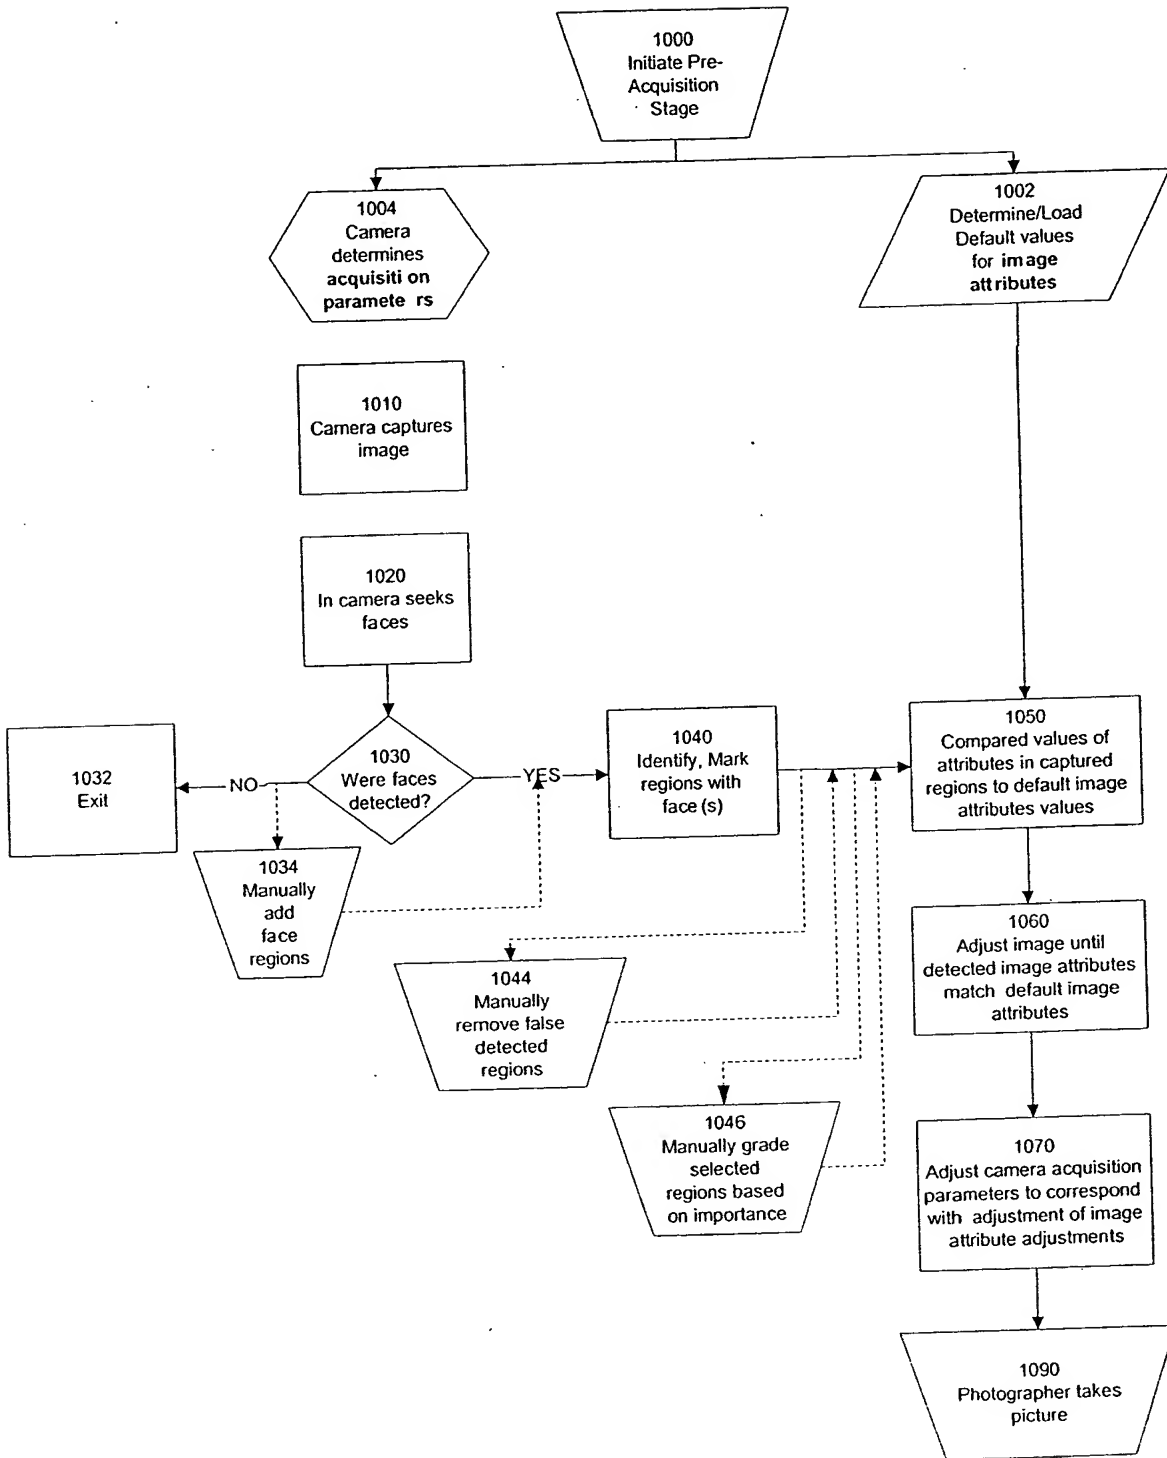 1000
Initiate Pre-
Acquisition
Stage
1004
Camera
determines
acquisiti on
paramete rs
1002
Determine/Load
Default values
for image
attributes
1010
Camera captures
image
1020
In camera seeks
faces
1030
Were faces
detected?
NO
YES
1032
Exit
1034
Manually
add
face
regions
1040
Identify, Mark
regions with
face (s)
1044
Manually
remove false
detected
regions
1046
Manually grade
selected
regions based
on importance
1050
Compared values of
attributes in captured
regions to default image
attributes values
1060
Adjust image until
detected image attributes
match default image
attributes
1070
Adjust camera acquisition
parameters to correspond
with adjustment of image
attribute adjustments
1090
Photographer takes
picture